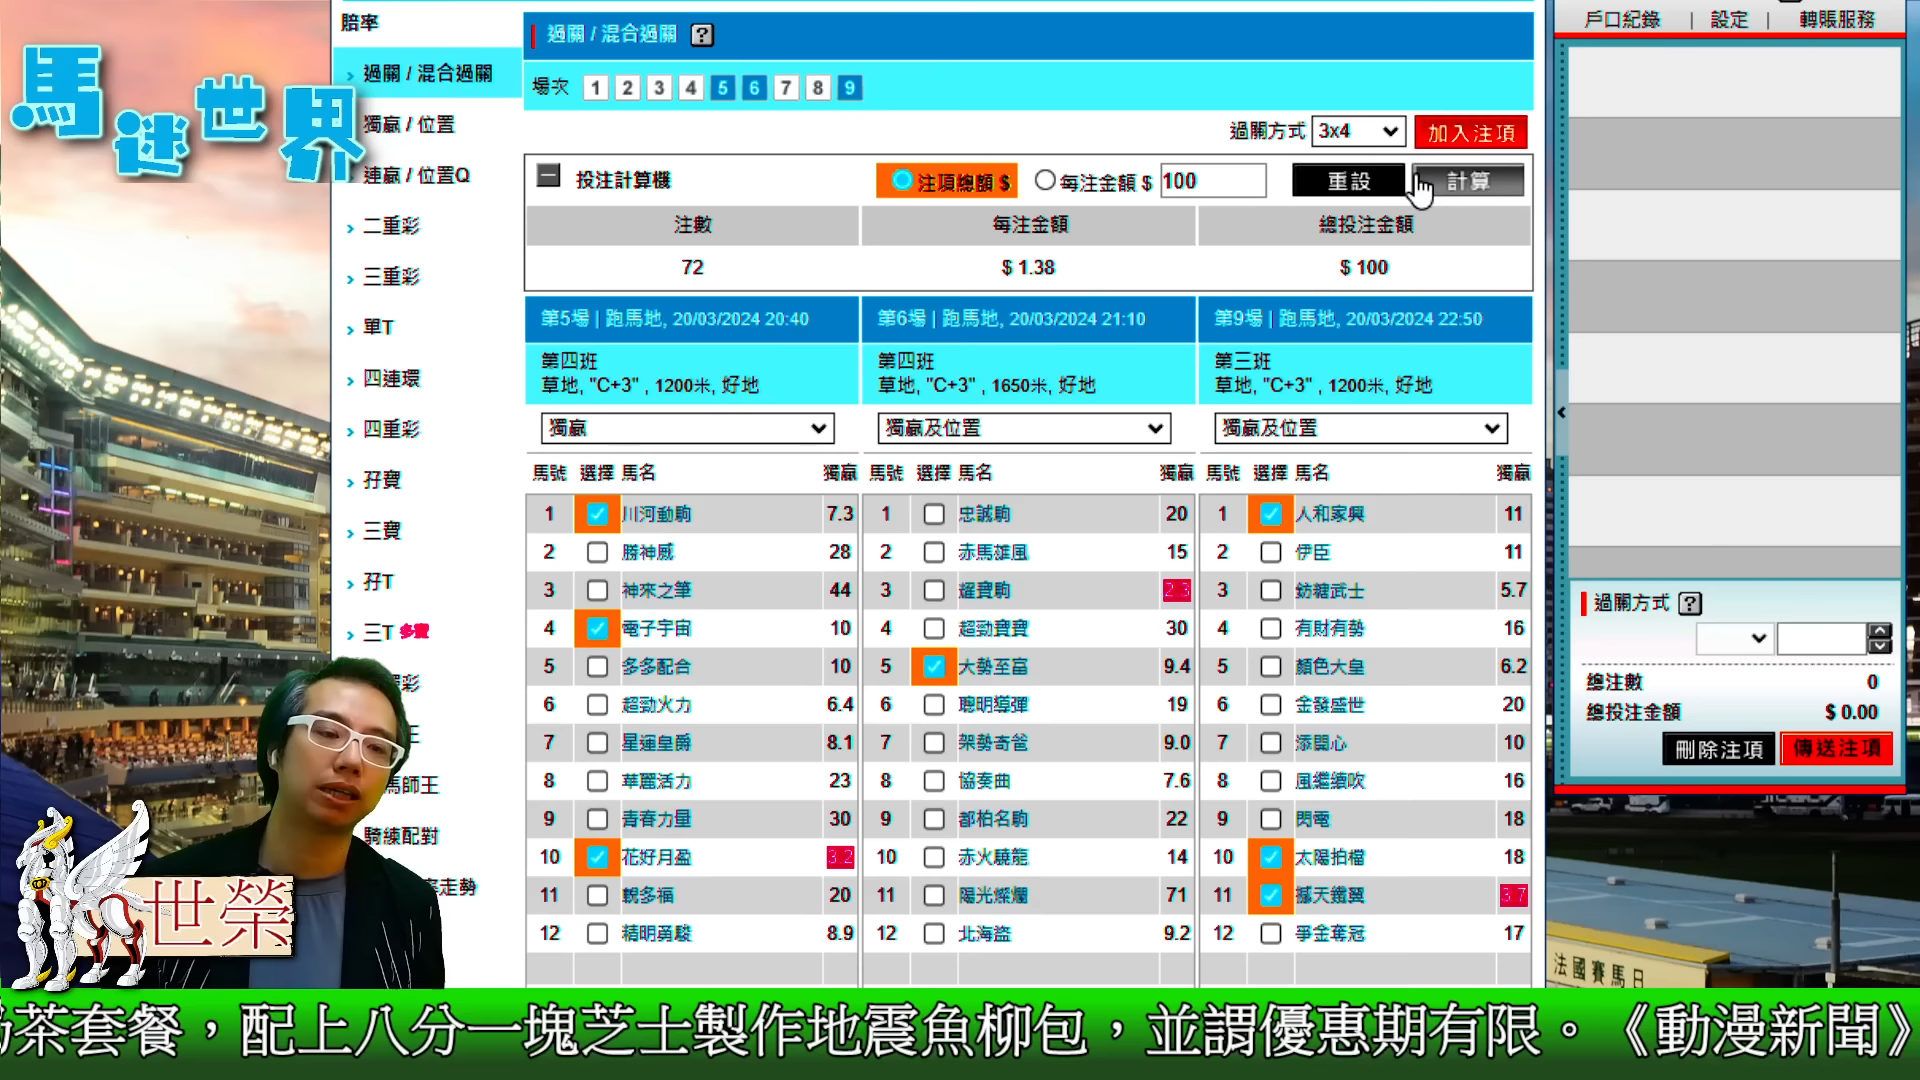 馬迷世界
賠率
過關 / 混合過關
獨贏 / 位置
連贏 / 位置Q
二重彩
三重彩
單T
四連環
四重彩
孖寶
三寶
孖T
三T 多寶
彩
王
馬師王
騎練配對
走勢
過關 / 混合過關 ?
場次 1 2 3 4 5 6 7 8 9
過關方式 3x4 加入注項
投注計算機 注項總額 $ 每注金額 $ 100 重設 計算
注數 每注金額 總投注金額
72 $ 1.38 $ 100
第5場 | 跑馬地, 20/03/2024 20:40
第四班
草地, "C+3" , 1200米, 好地
獨贏
馬號 選擇 馬名 獨贏
1 川河動駒 7.3
2 勝神威 28
3 神來之筆 44
4 電子宇宙 10
5 多多配合 10
6 超勁火力 6.4
7 星運皇爵 8.1
8 華麗活力 23
9 青春力量 30
10 花好月盈 3.2
11 靚多福 20
12 精明勇駿 8.9
第6場 | 跑馬地, 20/03/2024 21:10
第四班
草地, "C+3" , 1650米, 好地
獨贏及位置
馬號 選擇 馬名 獨贏
1 忠誠駒 20
2 赤馬雄風 15
3 耀寶駒 2.3
4 超勁寶寶 30
5 大勢至富 9.4
6 聰明導彈 19
7 架勢奇爸 9.0
8 協奏曲 7.6
9 都柏名駒 22
10 赤火驍龍 14
11 陽光燦爛 71
12 北海盜 9.2
第9場 | 跑馬地, 20/03/2024 22:50
第三班
草地, "C+3" , 1200米, 好地
獨贏及位置
馬號 選擇 馬名 獨贏
1 人和家興 11
2 伊臣 11
3 鈁糖武士 5.7
4 有財有勢 16
5 顏色大皇 6.2
6 金發盛世 20
7 添開心 10
8 風繼續吹 16
9 閃電 18
10 太陽拍檔 18
11 撼天鐵翼 3.7
12 爭金奪冠 17
戶口紀錄 | 設定 | 轉賬服務
過關方式 ?
總注數 0
總投注金額 $ 0.00
刪除注項 傳送注項
法國賽馬日
世榮
茶套餐，配上八分一塊芝士製作地震魚柳包，並謂優惠期有限。《動漫新聞》